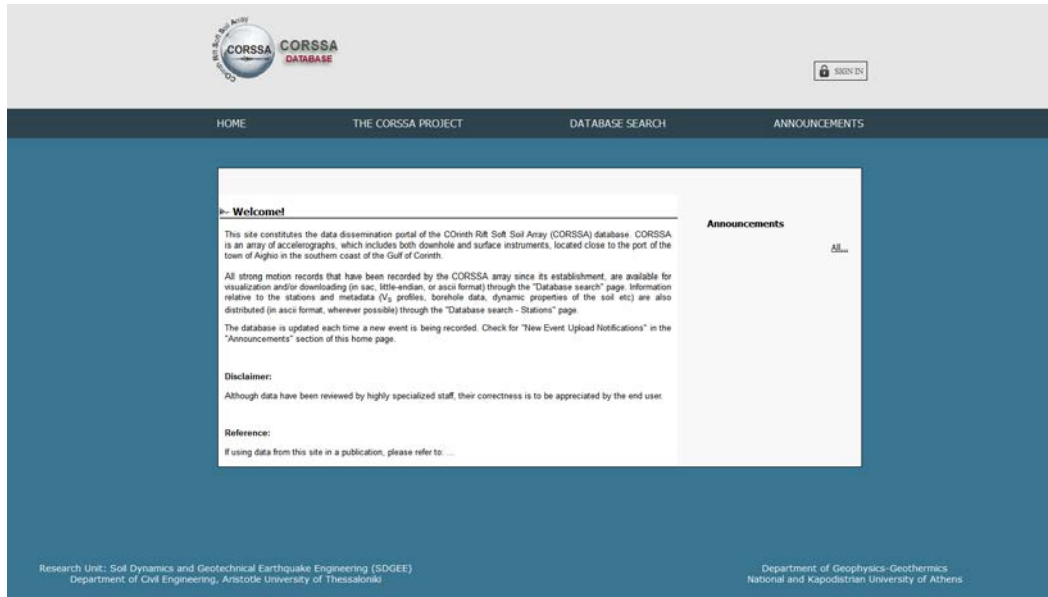 COrinth Rift Soft Soil Array
CORSSA
CORSSA
DATABASE
SIGN IN
HOME THE CORSSA PROJECT DATABASE SEARCH ANNOUNCEMENTS
Welcome!
This site constitutes the data dissemination portal of the COrinth Rift Soft Soil Array (CORSSA) database. CORSSA
is an array of accelerographs, which includes both downhole and surface instruments, located close to the port of the
town of Aighio in the southern coast of the Gulf of Corinth.
All strong motion records that have been recorded by the CORSSA array since its establishment, are available for
visualization and/or downloading (in sac, little-endian, or ascii format) through the "Database search" page. Information
relative to the stations and metadata (VS profiles, borehole data, dynamic properties of the soil etc) are also
distributed (in ascii format, wherever possible) through the "Database search - Stations" page.
The database is updated each time a new event is being recorded. Check for "New Event Upload Notifications" in the
"Announcements" section of this home page.
Disclaimer:
Although data have been reviewed by highly specialized staff, their correctness is to be appreciated by the end user.
Reference:
If using data from this site in a publication, please refer to: ...
Announcements
All...
Research Unit: Soil Dynamics and Geotechnical Earthquake Engineering (SDGEE)
Department of Civil Engineering, Aristotle University of Thessaloniki
Department of Geophysics-Geothermics
National and Kapodistrian University of Athens